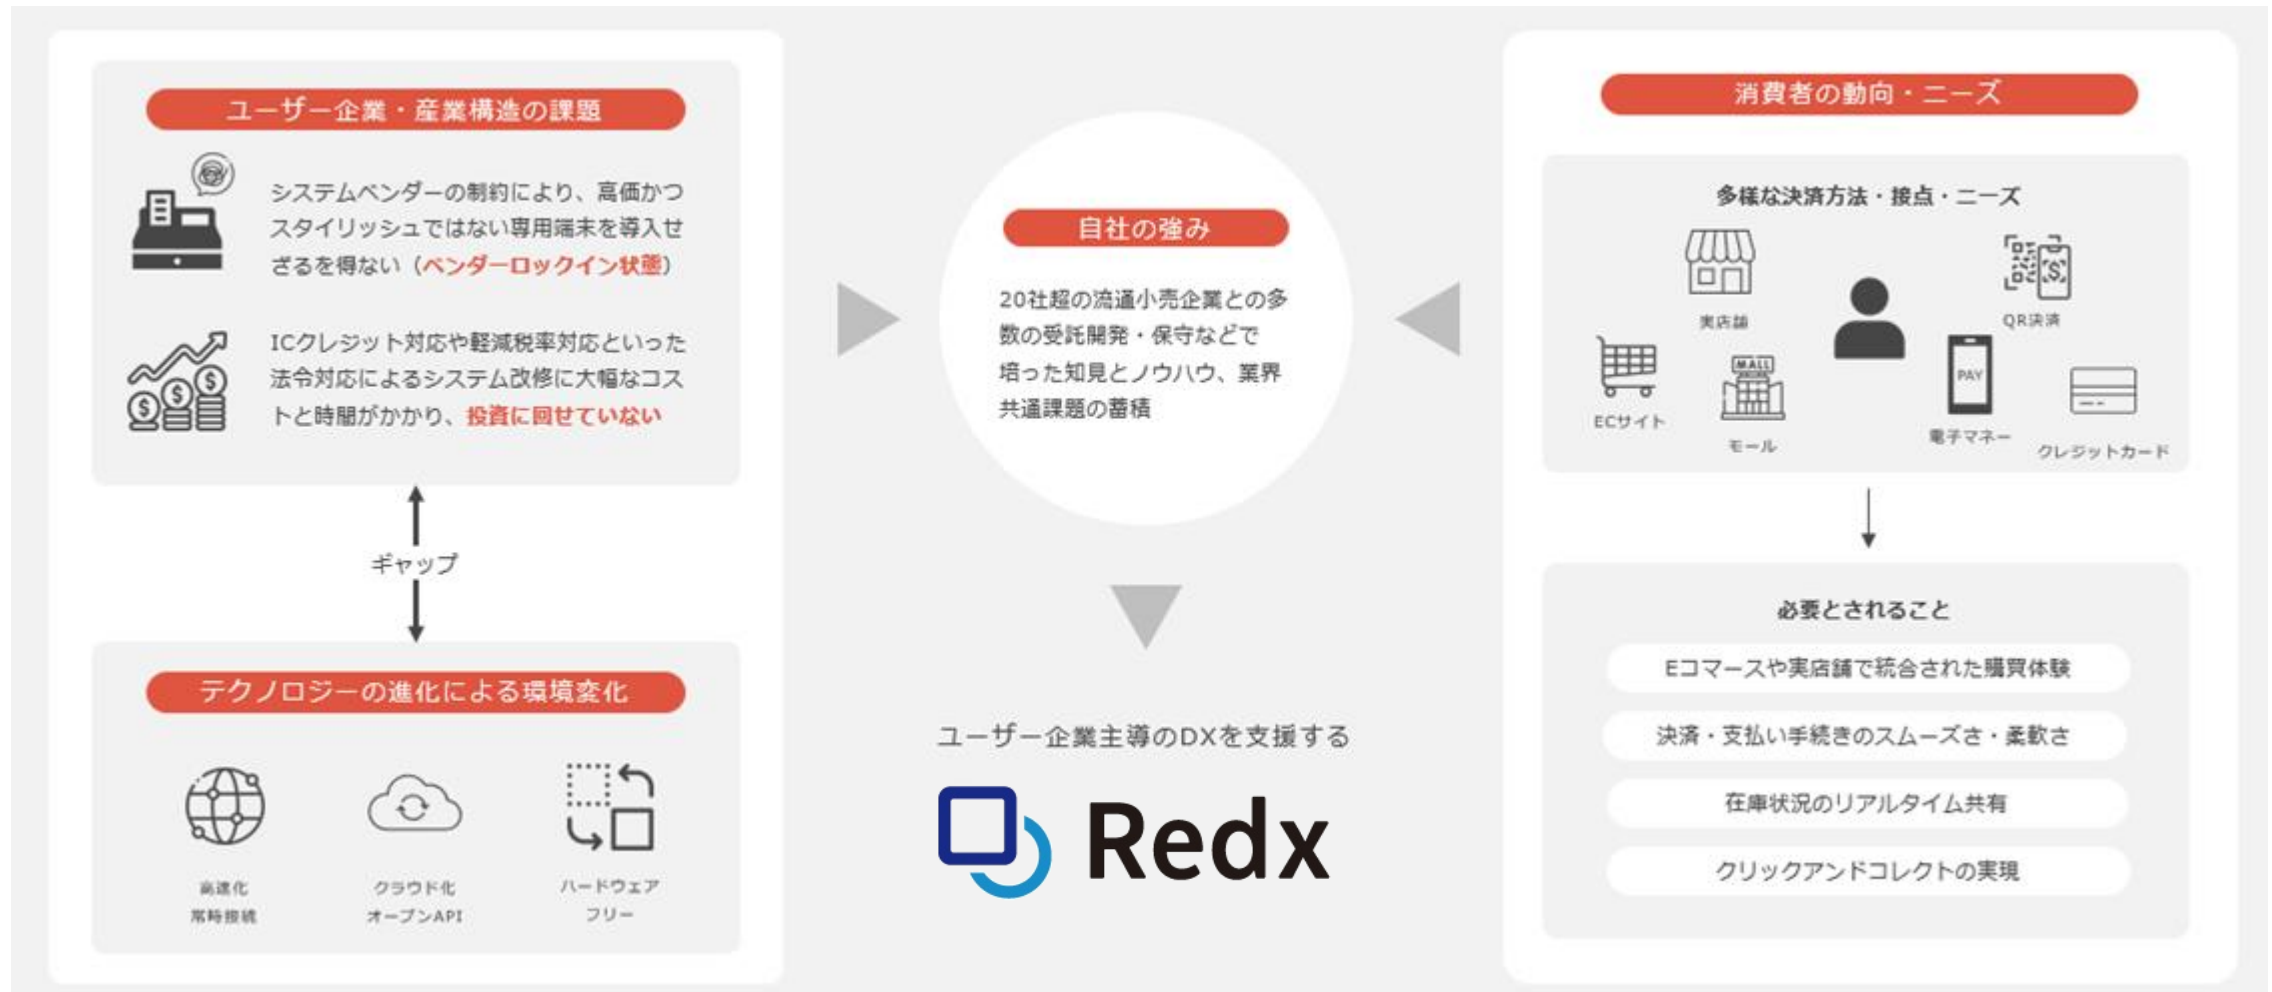 ユーザー企業・産業構造の課題
システムベンダーの制約により、高価かつ
スタイリッシュではない専用端末を導入せ
ざるを得ない（ベンダーロックイン状態）
ICクレジット対応や軽減税率対応といった
法令対応によるシステム改修に大幅なコス
トと時間がかかり、投資に回せていない
ギャップ
テクノロジーの進化による環境変化
高速化
常時接続
クラウド化
オープンAPI
ハードウェア
フリー
自社の強み
20社超の流通小売企業との多
数の受託開発・保守などで
培った知見とノウハウ、業界
共通課題の蓄積
ユーザー企業主導のDXを支援する
Redx
消費者の動向・ニーズ
多様な決済方法・接点・ニーズ
実店舗
QR決済
ECサイト
MALL
モール
PAY
電子マネー
クレジットカード
必要とされること
Eコマースや実店舗で統合された購買体験
決済・支払い手続きのスムーズさ・柔軟さ
在庫状況のリアルタイム共有
クリックアンドコレクトの実現